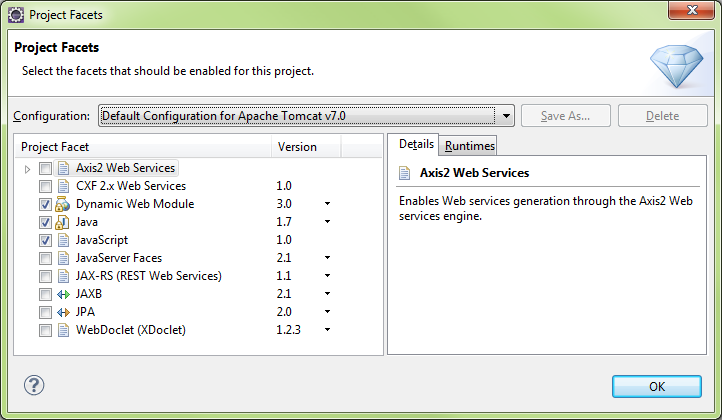 Project Facets
Project Facets
Select the facets that should be enabled for this project.
Configuration: Default Configuration for Apache Tomcat v7.0 Save As... Delete
Project Facet Version
Axis2 Web Services
CXF 2.x Web Services 1.0
Dynamic Web Module 3.0
Java 1.7
JavaScript 1.0
JavaServer Faces 2.1
JAX-RS (REST Web Services) 1.1
JAXB 2.1
JPA 2.0
WebDoclet (XDoclet) 1.2.3
Details Runtimes
Axis2 Web Services
Enables Web services generation through the Axis2 Web
services engine.
?
OK